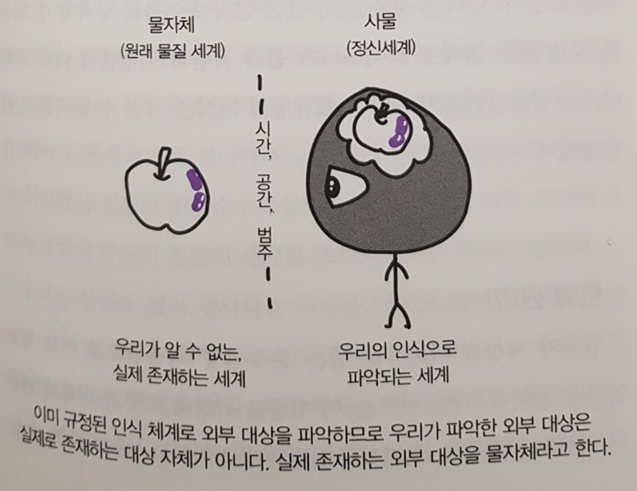 물자체
(원래 물질 세계)
사물
(정신세계)
시간, 공간, 범주
우리가 알 수 없는,
실제 존재하는 세계
우리의 인식으로
파악되는 세계
이미 규정된 인식 체계로 외부 대상을 파악하므로 우리가 파악한 외부 대상은
실제로 존재하는 대상 자체가 아니다. 실제 존재하는 외부 대상을 물자체라고 한다.